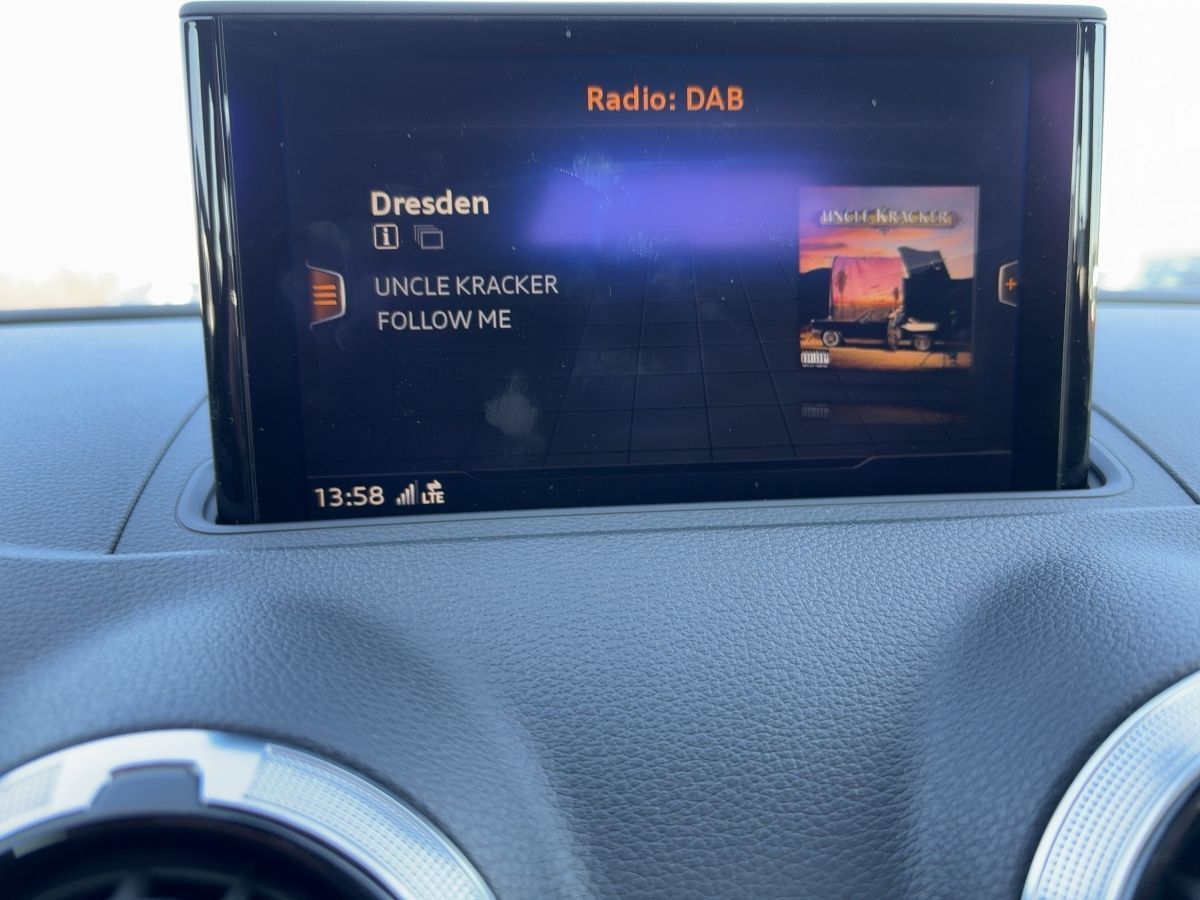 Radio: DAB
Dresden
UNCLE KRACKER
UNCLE KRACKER
FOLLOW ME
13:58 LTE